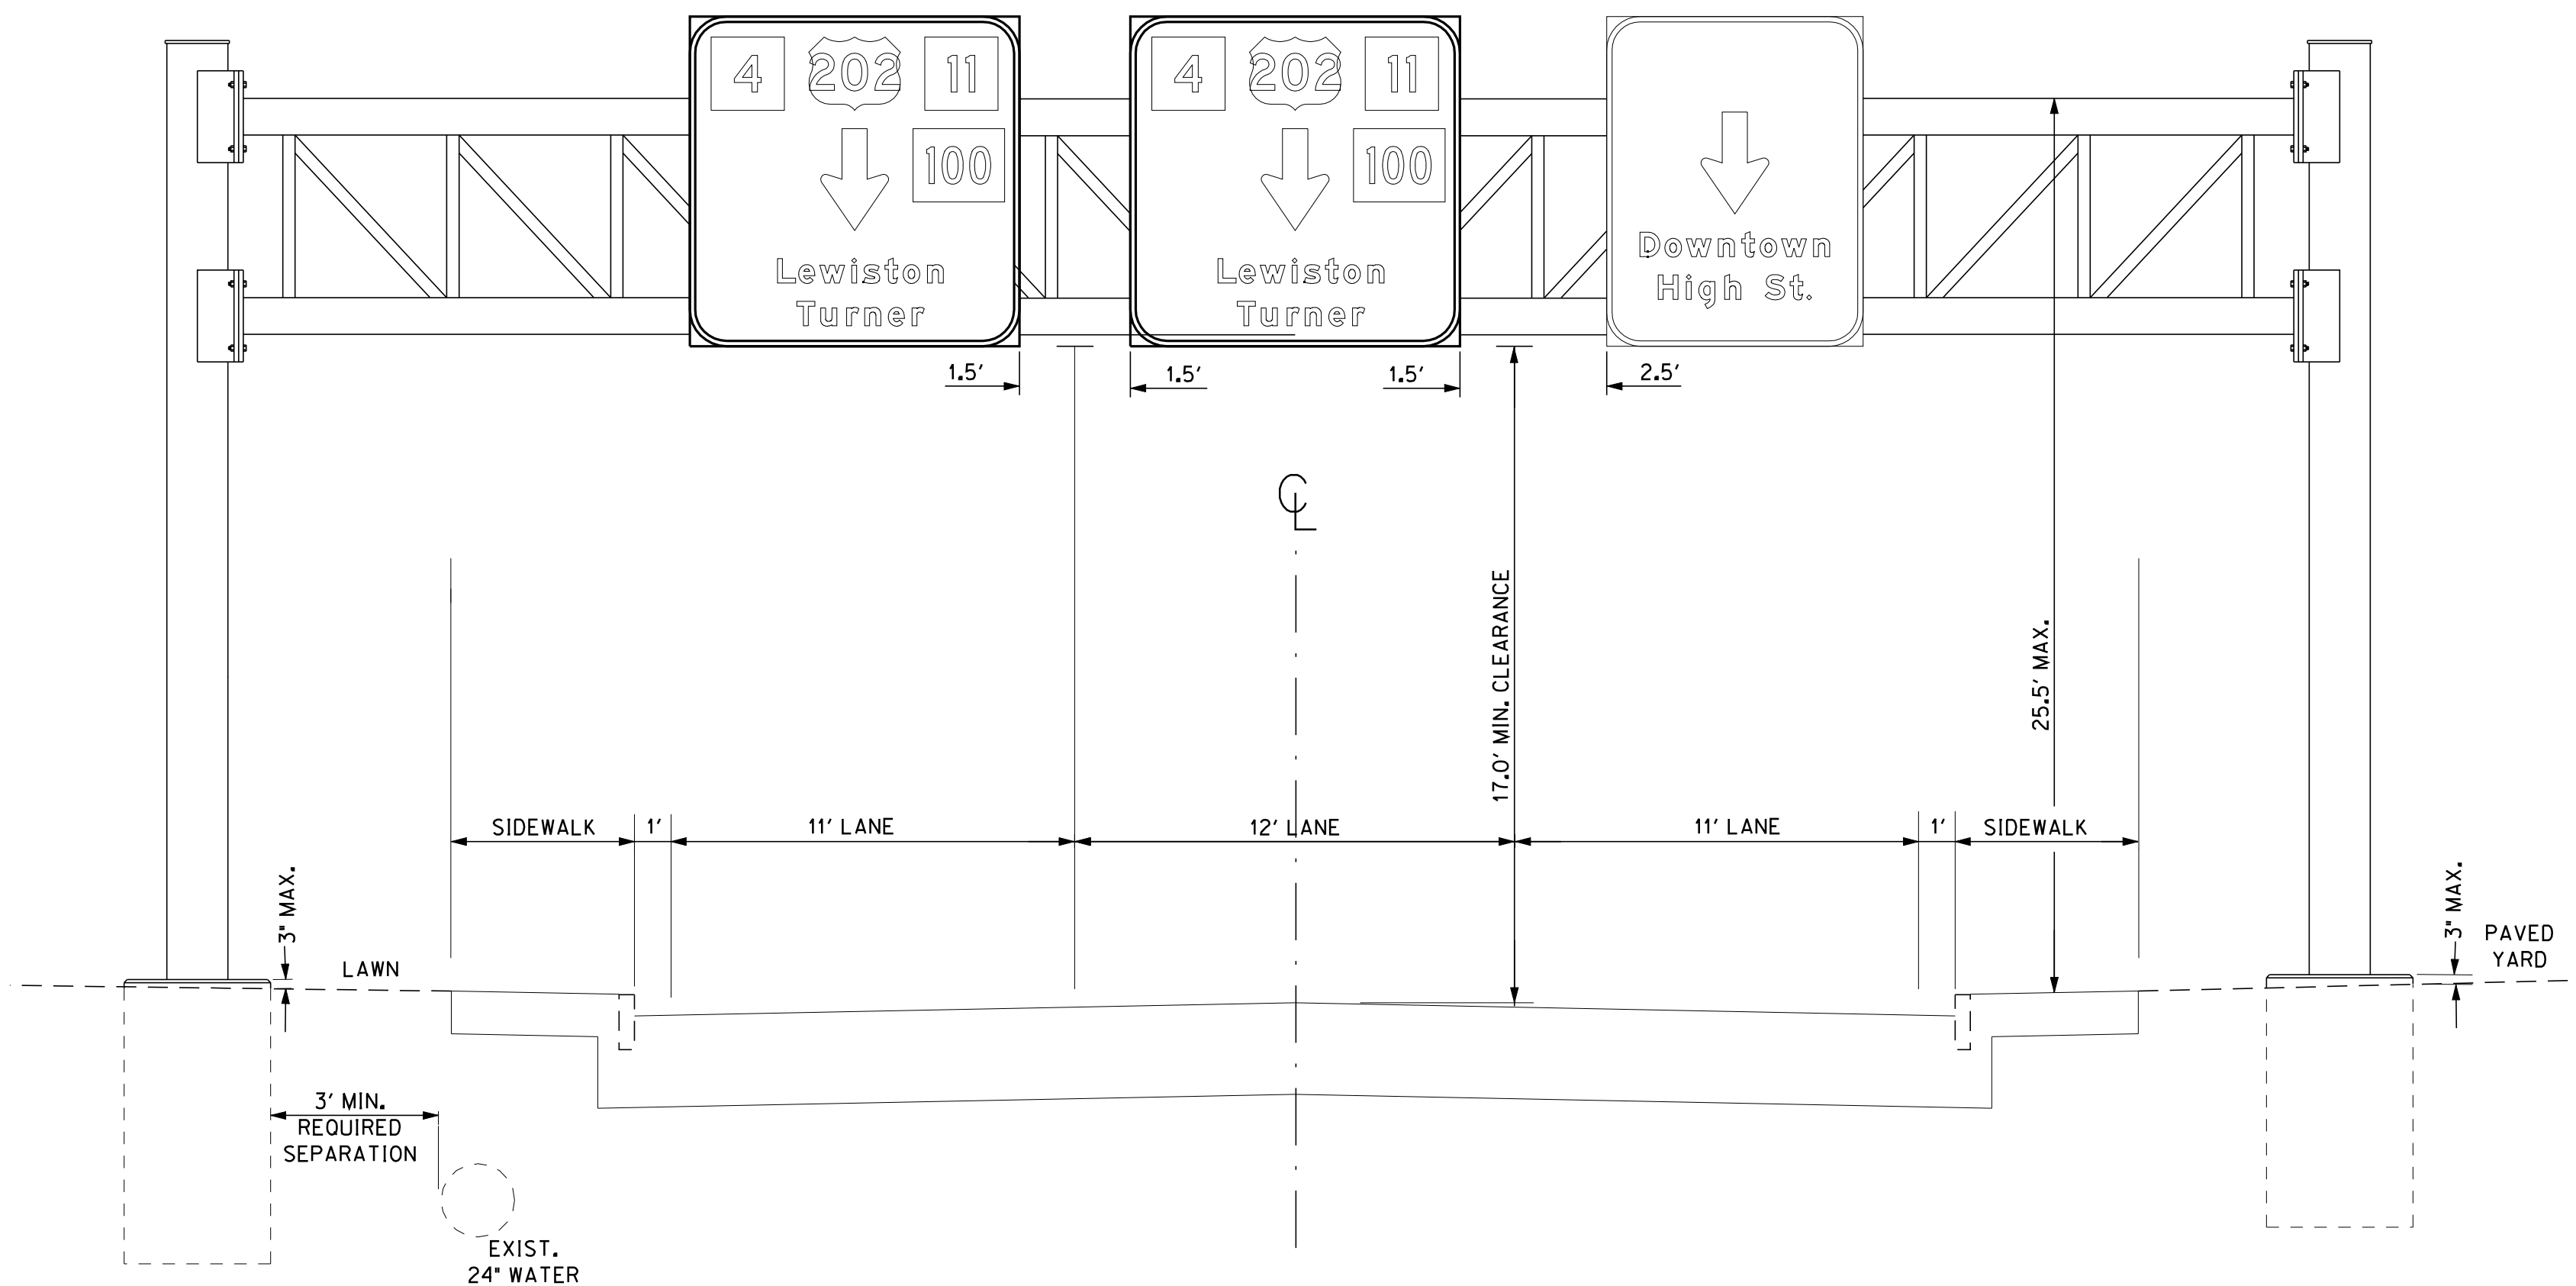 4 202 11
100
Lewiston
Turner
4 202 11
100
Lewiston
Turner
Downtown
High St.
1.5'
1.5'
1.5'
2.5'
CL
17.0' MIN. CLEARANCE
25.5' MAX.
SIDEWALK
1'
11' LANE
12' LANE
11' LANE
1'
SIDEWALK
3" MAX.
LAWN
3" MAX.
PAVED
YARD
3' MIN.
REQUIRED
SEPARATION
EXIST.
24" WATER